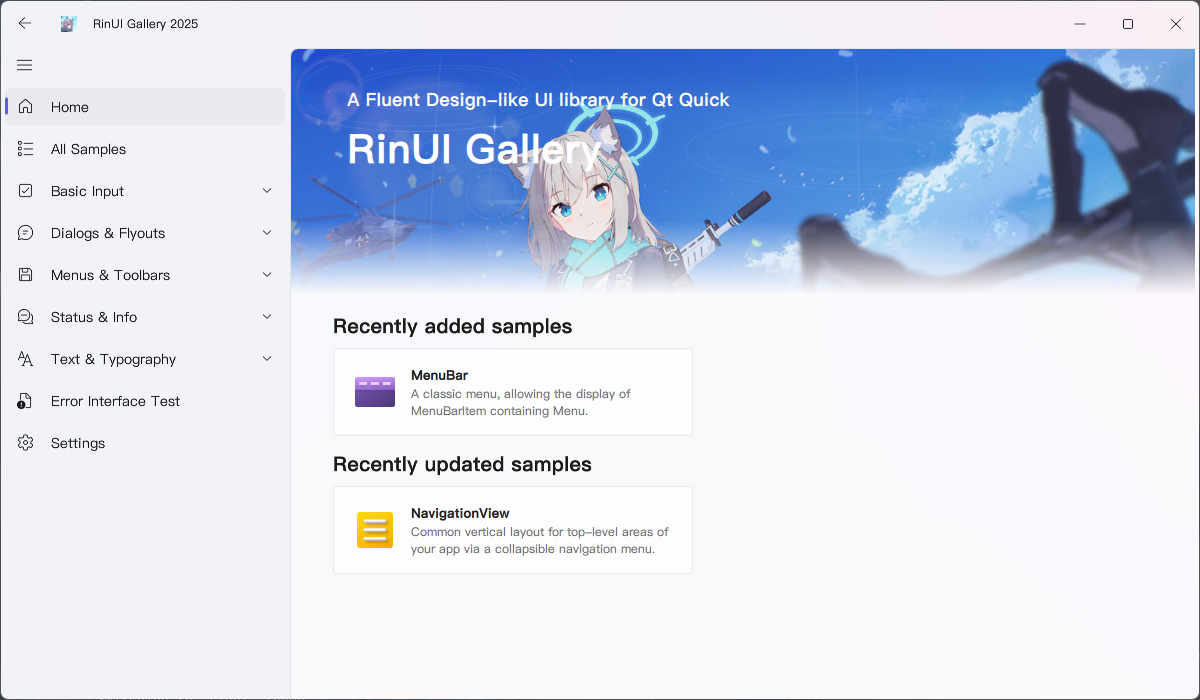 RinUI Gallery 2025
Home
All Samples
Basic Input
Dialogs & Flyouts
Menus & Toolbars
Status & Info
Text & Typography
Error Interface Test
Settings
A Fluent Design-like UI library for Qt Quick
RinUI Gallery
Recently added samples
MenuBar
A classic menu, allowing the display of
MenuBarItem containing Menu.
Recently updated samples
NavigationView
Common vertical layout for top-level areas of
your app via a collapsible navigation menu.